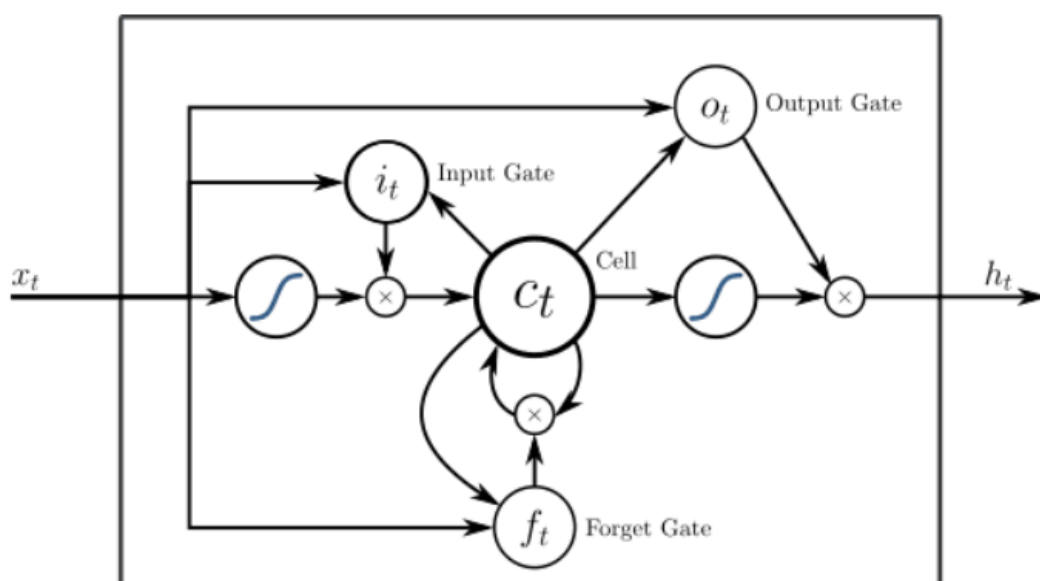 o_t Output Gate
i_t Input Gate
x_t
×
c_t
Cell
×
h_t
×
f_t Forget Gate